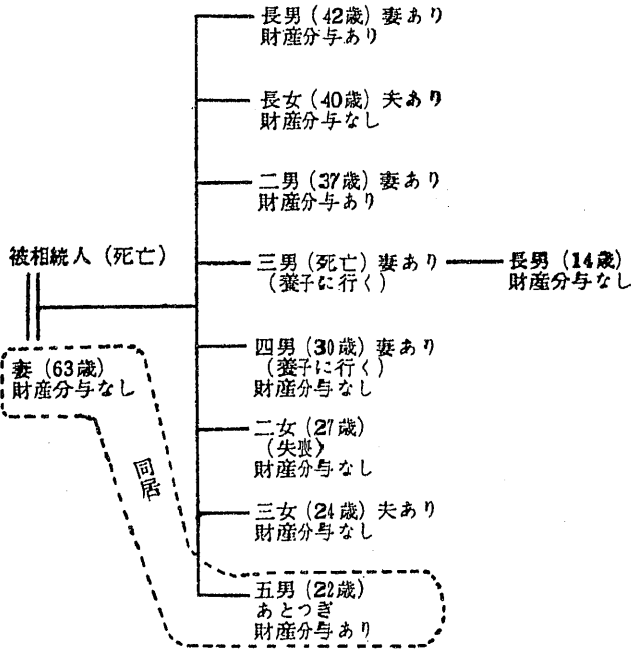 長男(42歳)妻あり
財産分与あり
長女(40歳)夫あり
財産分与なし
二男(37歳)妻あり
財産分与あり
被相続人(死亡)
三男(死亡)妻あり
(養子に行く)
長男(14歳)
財産分与なし
妻(63歳)
財産分与なし
四男(30歳)妻あり
(養子に行く)
財産分与なし
同居
二女(27歳)
(失喪)
財産分与なし
三女(24歳)夫あり
財産分与なし
五男(22歳)
あとつぎ
財産分与あり